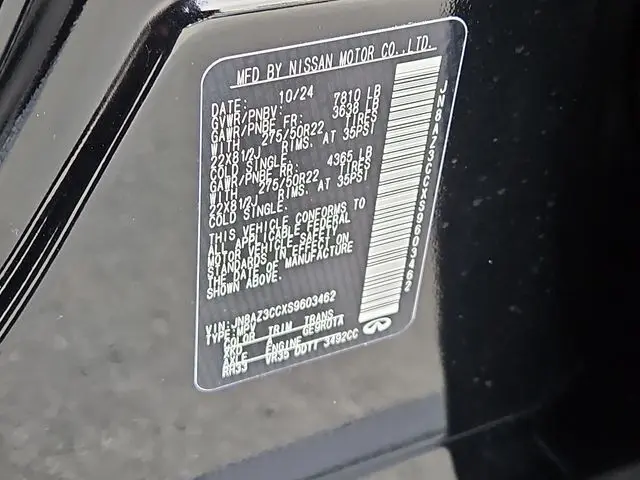 MFD BY NISSAN MOTOR CO.,LTD.
DATE: 10/24
GVWR/PNBV: 7810 LB
GAWR/PNBE FR: 3638 LB
WITH 275/50R22 TIRES
22X8 1/2J RIMS. AT 35PSI
COLD SINGLE.
GAWR/PNBE RR: 4365 LB
WITH 275/50R22 TIRES
22X8 1/2J RIMS. AT 35PSI
COLD SINGLE.
THIS VEHICLE CONFORMS TO
ALL APPLICABLE FEDERAL
MOTOR VEHICLE SAFETY
STANDARDS IN EFFECT ON
THE DATE OF MANUFACTURE
SHOWN ABOVE.
VIN: JN8AZ3CCXS9603462
TYPE: MPV
COLOR TRIM TRANS
GE9R01A
AXLE ENGINE
RH33 VR35 DDTT 3492CC
JN8AZ3CCXS9603462